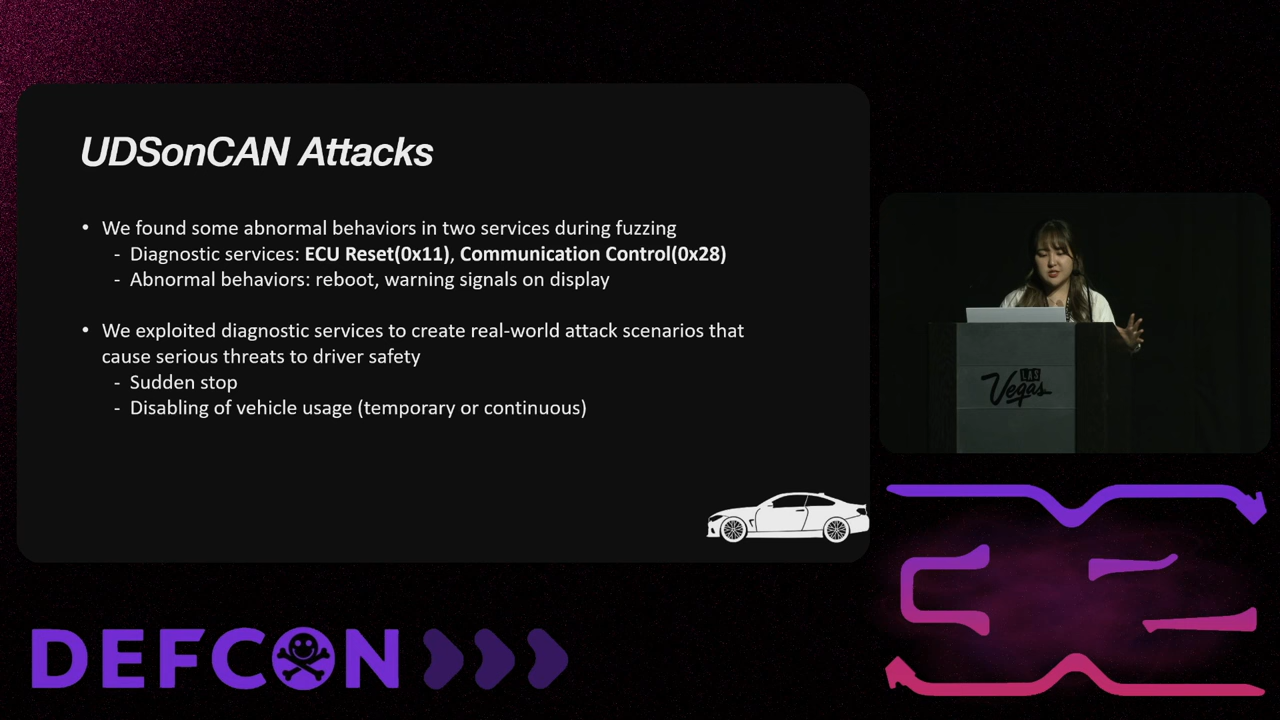 UDSonCAN Attacks
• We found some abnormal behaviors in two services during fuzzing
- Diagnostic services: ECU Reset(0x11), Communication Control(0x28)
- Abnormal behaviors: reboot, warning signals on display
• We exploited diagnostic services to create real-world attack scenarios that
cause serious threats to driver safety
- Sudden stop
- Disabling of vehicle usage (temporary or continuous)
LAS
Vegas
DEFCON